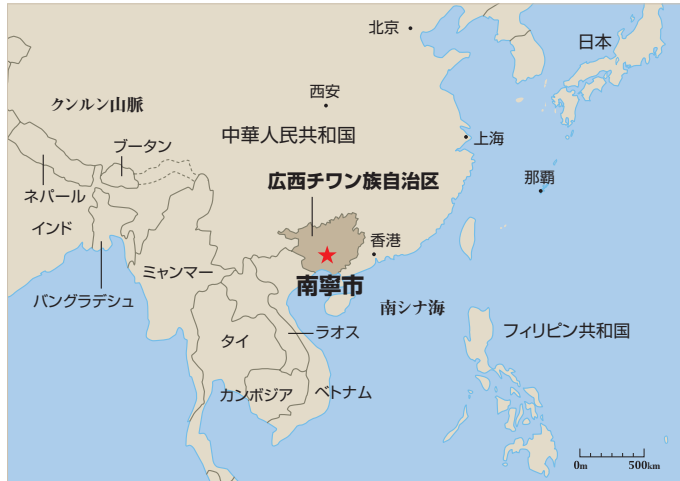 北京
日本
西安
クンルン山脈
中華人民共和国
上海
ブータン
広西チワン族自治区
那覇
ネパール
インド
香港
ミャンマー
南寧市
バングラデシュ
南シナ海
ラオス
フィリピン共和国
タイ
カンボジア
ベトナム
0m 500km